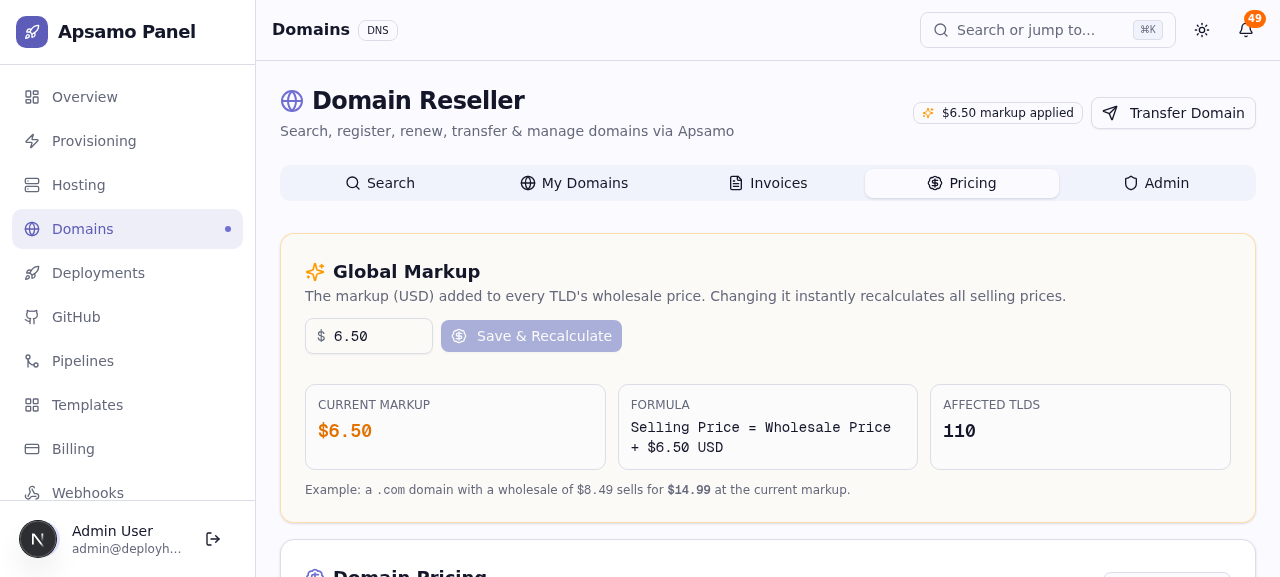 Apsamo Panel
Overview
Provisioning
Hosting
Domains
Deployments
GitHub
Pipelines
Templates
Billing
Webhooks
Admin User
admin@deployh...
Domains
DNS
Search or jump to...
⌘K
49
Domain Reseller
Search, register, renew, transfer & manage domains via Apsamo
$6.50 markup applied
Transfer Domain
Search
My Domains
Invoices
Pricing
Admin
Global Markup
The markup (USD) added to every TLD's wholesale price. Changing it instantly recalculates all selling prices.
$ 6.50
Save & Recalculate
CURRENT MARKUP
$6.50
FORMULA
Selling Price = Wholesale Price
+ $6.50 USD
AFFECTED TLDS
110
Example: a .com domain with a wholesale of $8.49 sells for $14.99 at the current markup.
Domain Pricing